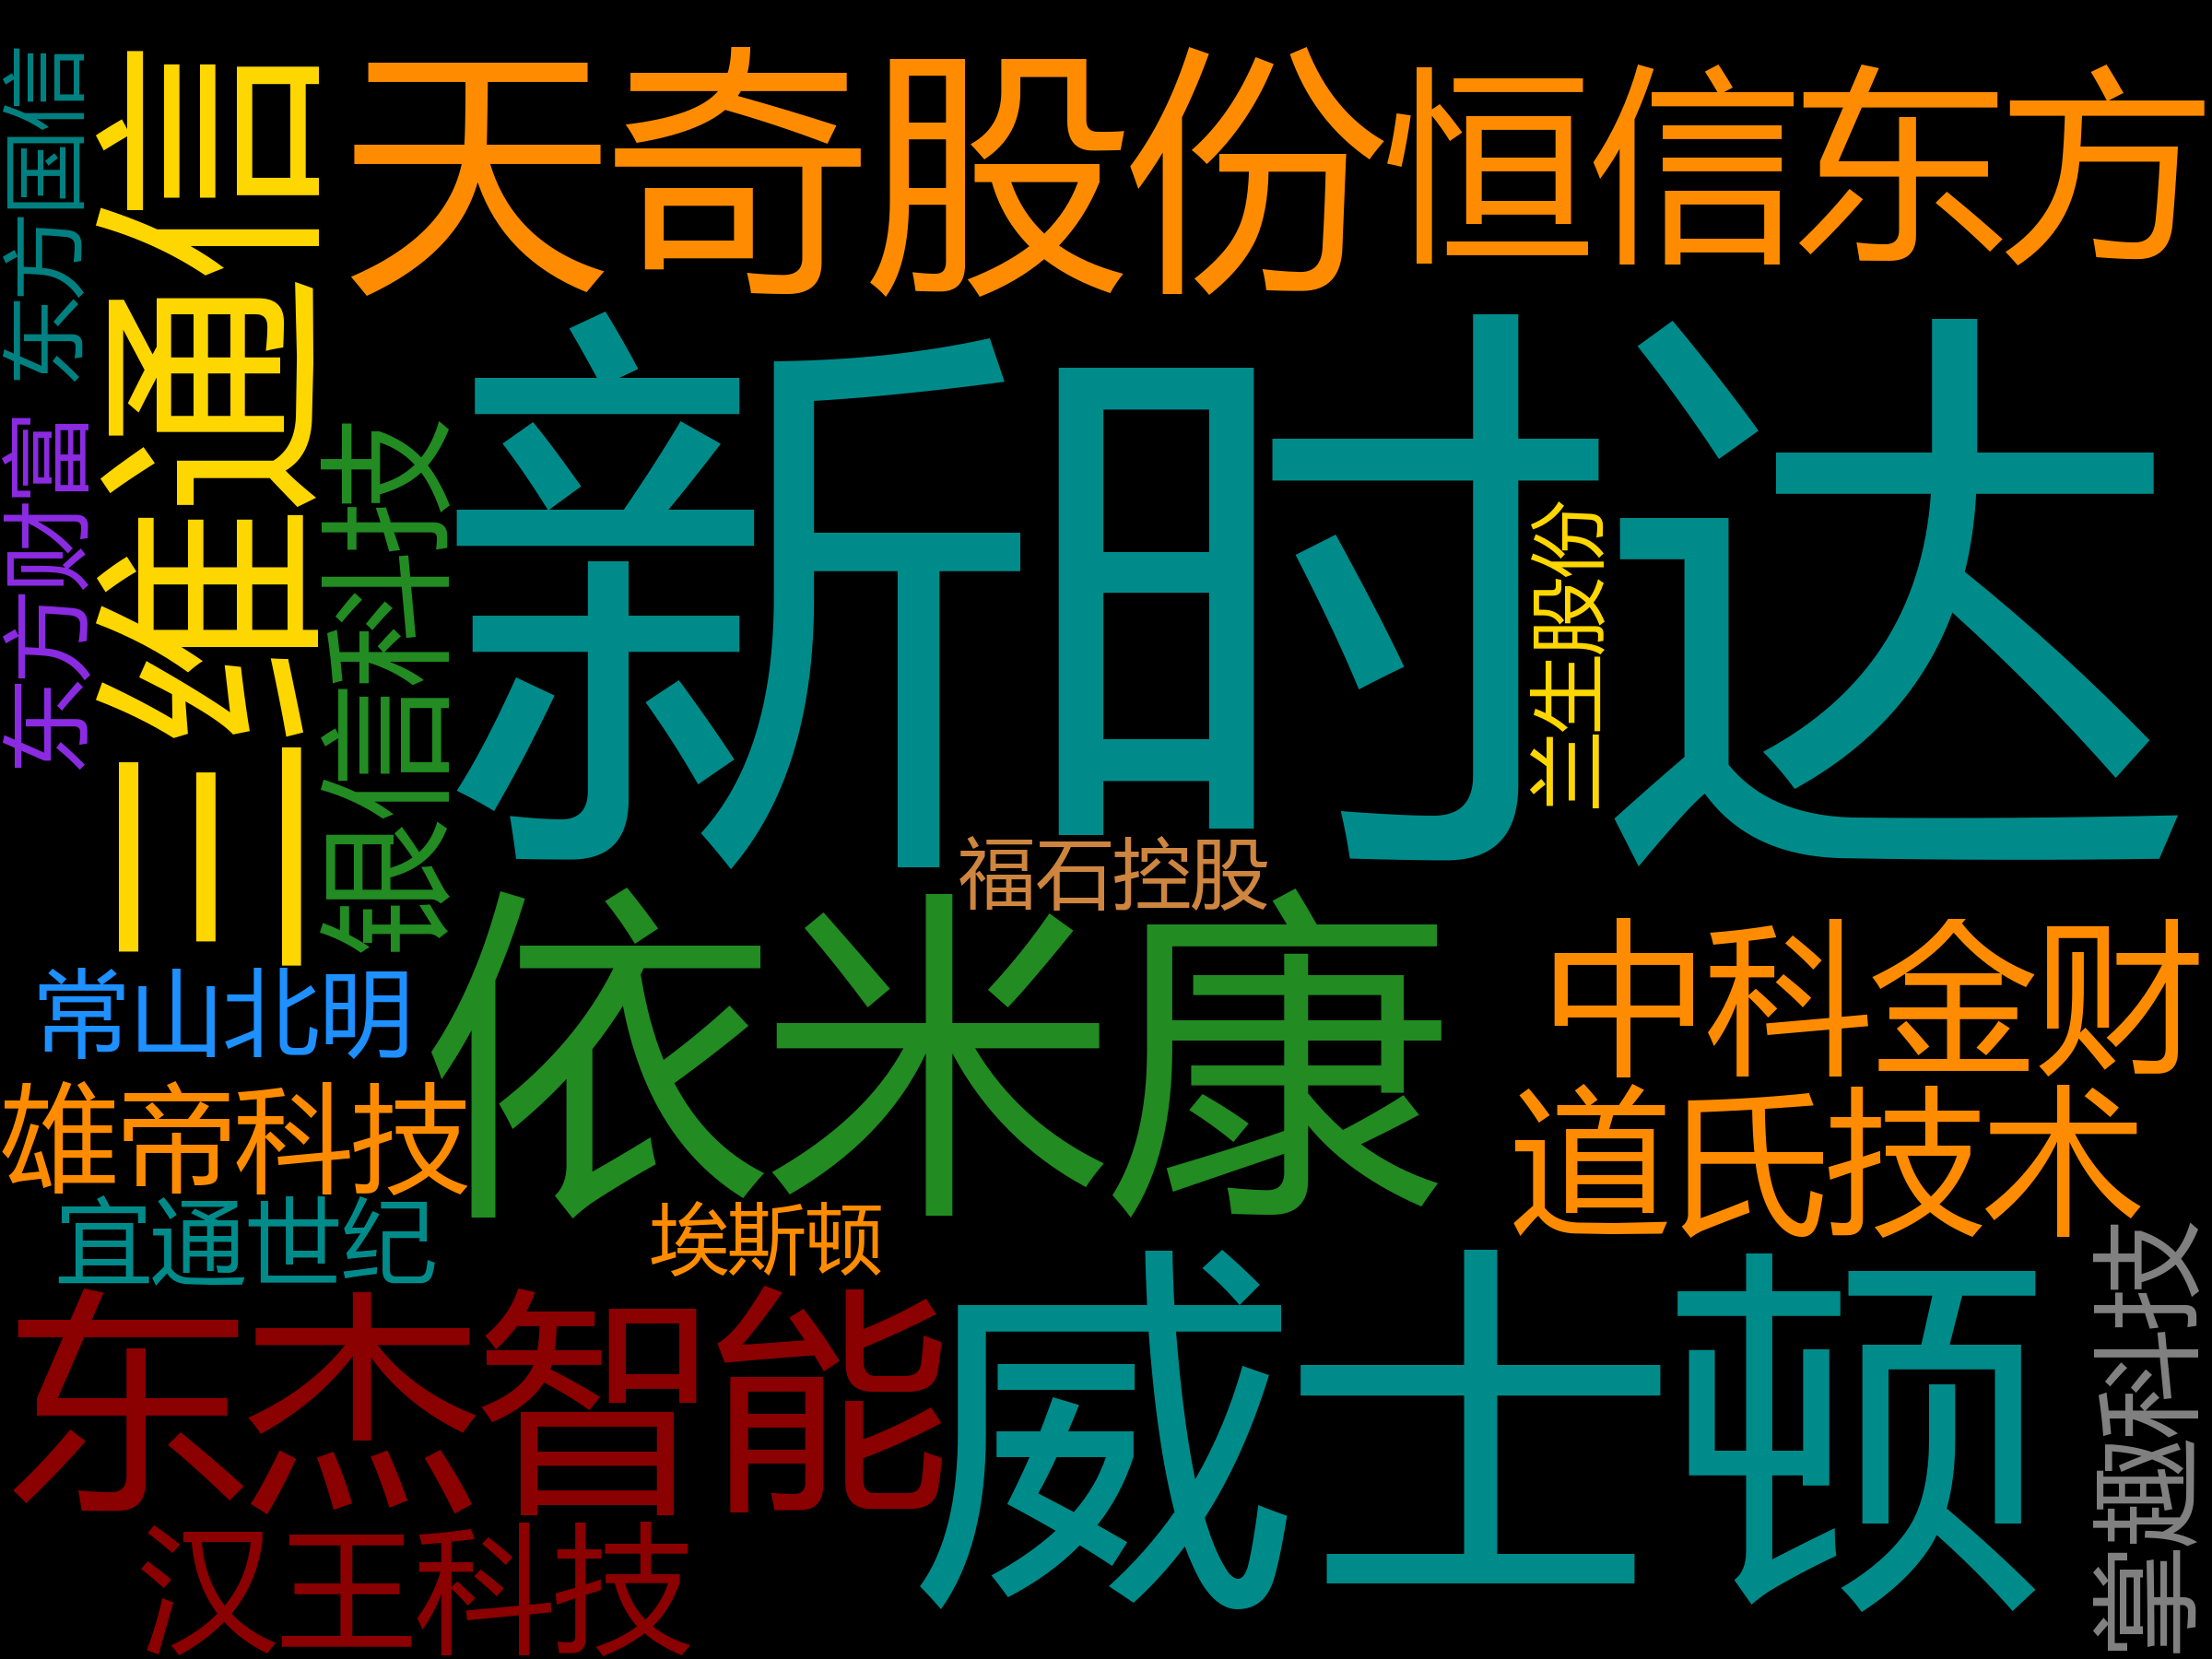 天奇股份
恒信东方
东方国信
三维通信
新时达
东方财富
银信科技
兰生股份
福石控股
依米康
中科金财
常山北明
雄帝科技
道氏技术
宜通世纪
埃斯顿
东杰智能
威士顿
掌趣科技
汉王科技